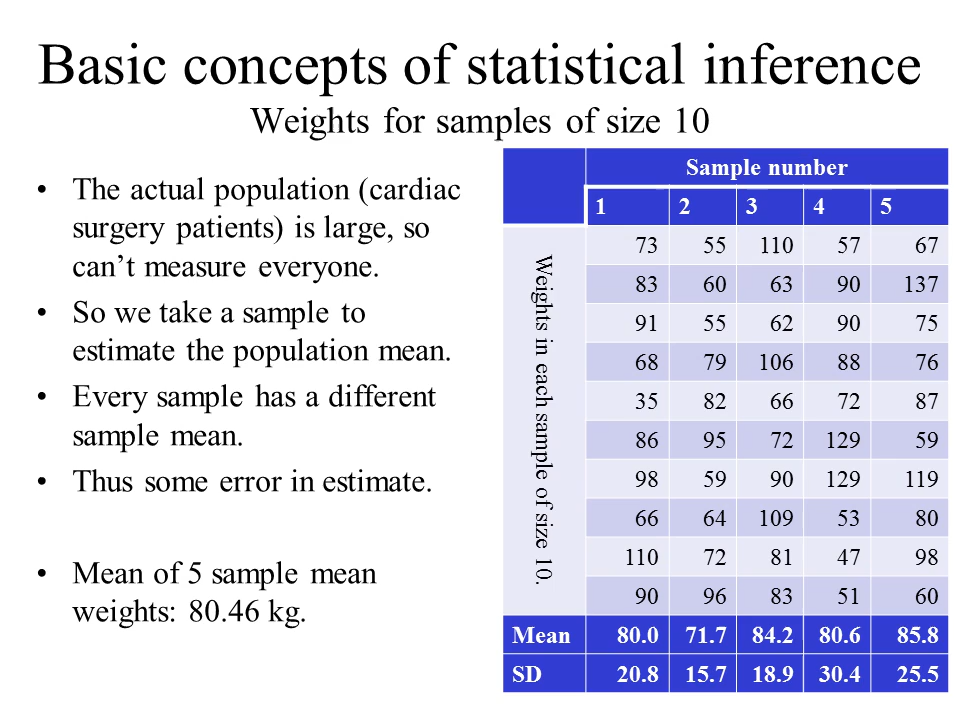 Basic concepts of statistical inference
Weights for samples of size 10
• The actual population (cardiac
surgery patients) is large, so
can’t measure everyone.
• So we take a sample to
estimate the population mean.
• Every sample has a different
sample mean.
• Thus some error in estimate.
• Mean of 5 sample mean
weights: 80.46 kg.
Sample number
1 2 3 4 5
Weights in each sample of size 10.
73 55 110 57 67
83 60 63 90 137
91 55 62 90 75
68 79 106 88 76
35 82 66 72 87
86 95 72 129 59
98 59 90 129 119
66 64 109 53 80
110 72 81 47 98
90 96 83 51 60
Mean 80.0 71.7 84.2 80.6 85.8
SD 20.8 15.7 18.9 30.4 25.5